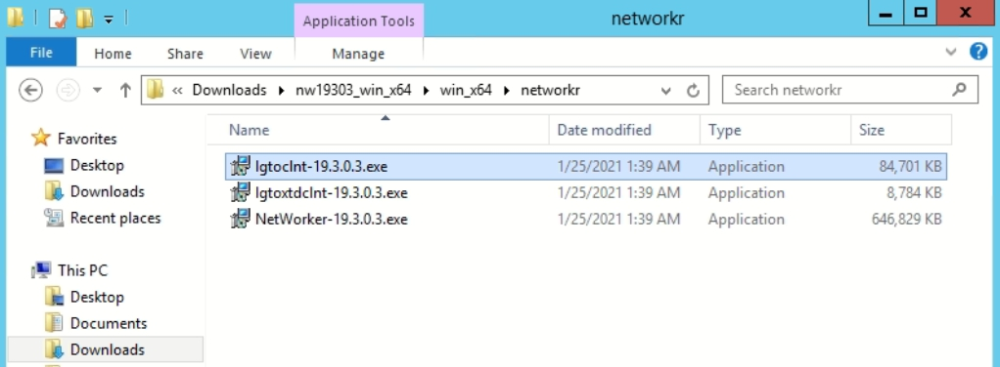 Application Tools
networkr
File Home Share View Manage
« Downloads nw19303_win_x64 win_x64 networkr
Search networkr
Favorites
Desktop
Downloads
Recent places
This PC
Desktop
Documents
Downloads
Name Date modified Type Size
lgtoclnt-19.3.0.3.exe 1/25/2021 1:39 AM Application 84,701 KB
lgtoxtdclnt-19.3.0.3.exe 1/25/2021 1:39 AM Application 8,784 KB
NetWorker-19.3.0.3.exe 1/25/2021 1:39 AM Application 646,829 KB